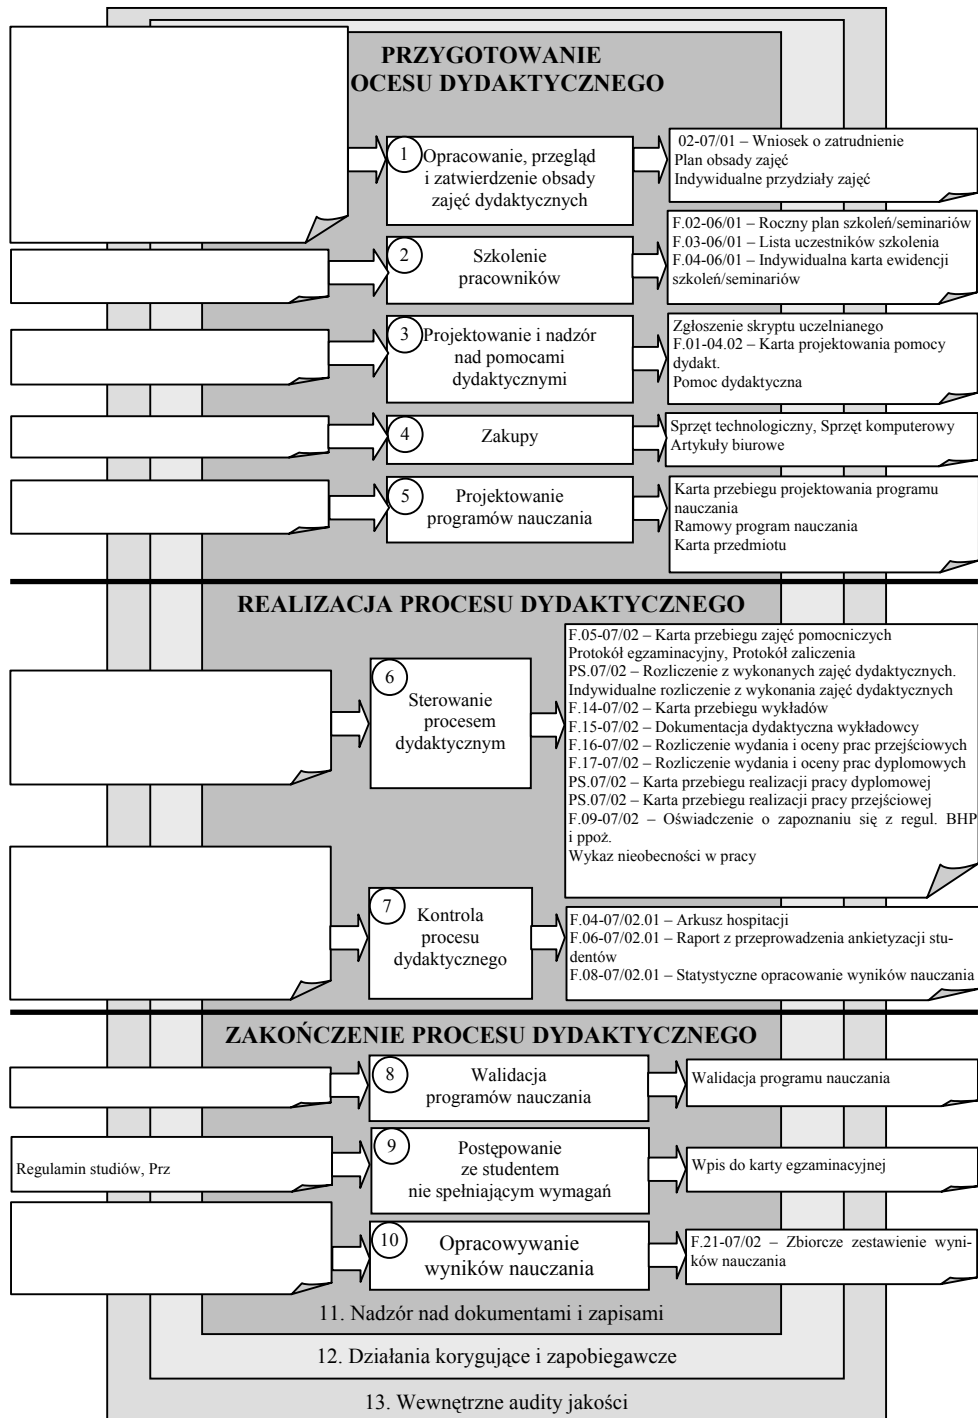 PRZYGOTOWANIE
OCESU DYDAKTYCZNEGO
1
Opracowanie, przegląd
i zatwierdzenie obsady
zajęć dydaktycznych
02-07/01 – Wniosek o zatrudnienie
Plan obsady zajęć
Indywidualne przydziały zajęć
2
Szkolenie
pracowników
F.02-06/01 – Roczny plan szkoleń/seminariów
F.03-06/01 – Lista uczestników szkolenia
F.04-06/01 – Indywidualna karta ewidencji
szkoleń/seminariów
3
Projektowanie i nadzór
nad pomocami
dydaktycznymi
Zgłoszenie skryptu uczelnianego
F.01-04.02 – Karta projektowania pomocy
dydakt.
Pomoc dydaktyczna
4
Zakupy
Sprzęt technologiczny, Sprzęt komputerowy
Artykuły biurowe
5
Projektowanie
programów nauczania
Karta przebiegu projektowania programu
nauczania
Ramowy program nauczania
Karta przedmiotu
REALIZACJA PROCESU DYDAKTYCZNEGO
6
Sterowanie
procesem
dydaktycznym
F.05-07/02 – Karta przebiegu zajęć pomocniczych
Protokół egzaminacyjny, Protokół zaliczenia
PS.07/02 – Rozliczenie z wykonanych zajęć dydaktycznych.
Indywidualne rozliczenie z wykonania zajęć dydaktycznych
F.14-07/02 – Karta przebiegu wykładów
F.15-07/02 – Dokumentacja dydaktyczna wykładowcy
F.16-07/02 – Rozliczenie wydania i oceny prac przejściowych
F.17-07/02 – Rozliczenie wydania i oceny prac dyplomowych
PS.07/02 – Karta przebiegu realizacji pracy dyplomowej
PS.07/02 – Karta przebiegu realizacji pracy przejściowej
F.09-07/02 – Oświadczenie o zapoznaniu się z regul. BHP
i ppoż.
Wykaz nieobecności w pracy
7
Kontrola
procesu
dydaktycznego
F.04-07/02.01 – Arkusz hospitacji
F.06-07/02.01 – Raport z przeprowadzenia ankietyzacji stu-
dentów
F.08-07/02.01 – Statystyczne opracowanie wyników nauczania
ZAKOŃCZENIE PROCESU DYDAKTYCZNEGO
8
Walidacja
programów nauczania
Walidacja programu nauczania
Regulamin studiów, Prz
9
Postępowanie
ze studentem
nie spełniającym wymagań
Wpis do karty egzaminacyjnej
10
Opracowywanie
wyników nauczania
F.21-07/02 – Zbiorcze zestawienie wyni-
ków nauczania
11. Nadzór nad dokumentami i zapisami
12. Działania korygujące i zapobiegawcze
13. Wewnętrzne audity jakości